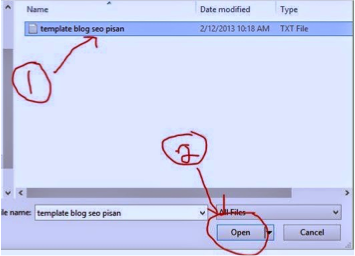 Name Date modified Type
template blog seo pisan 2/12/2013 10:18 AM TXT File
1
2
le name: template blog seo pisan All Files
Open Cancel